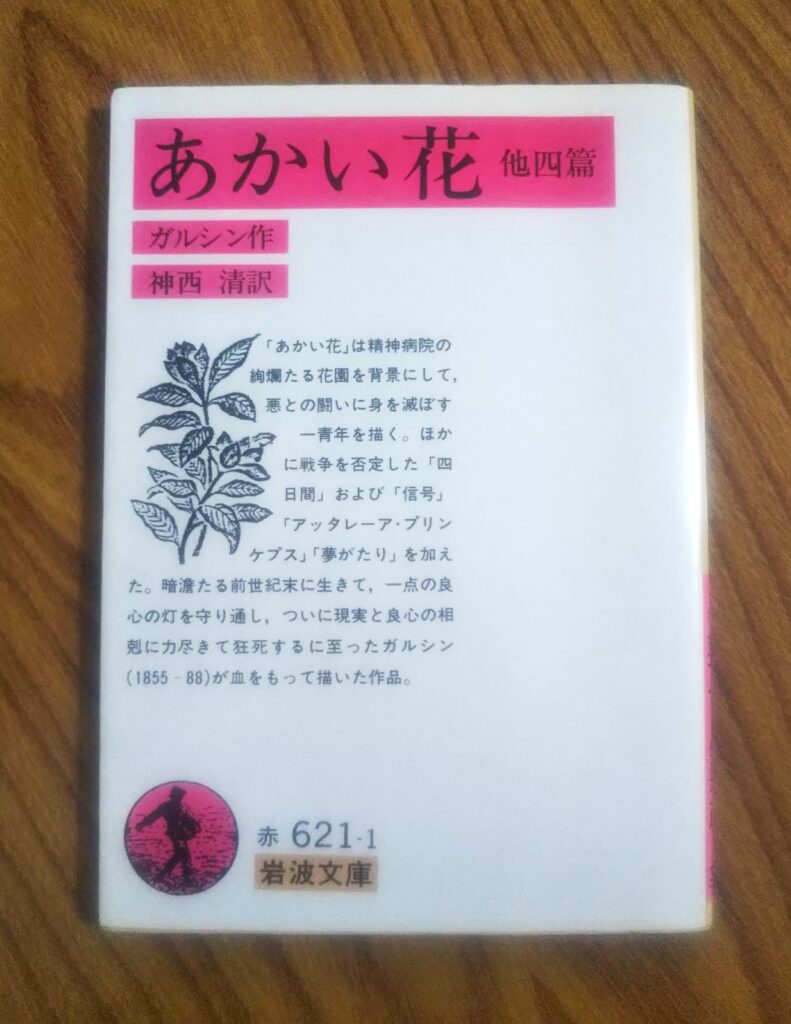 あかい花 他四篇
ガルシン作
神西 清訳
「あかい花」は精神病院の
絢爛たる花園を背景にして，
悪との闘いに身を滅ぼす
一青年を描く。ほか
に戦争を否定した「四
日間」および「信号」
「アッタレーア・プリン
ケプス」「夢がたり」を加え
た。暗澹たる前世紀末に生きて，一点の良
心の灯を守り通し，ついに現実と良心の相
剋に力尽きて狂死するに至ったガルシン
(1855–88)が血をもって描いた作品。
赤 621-1
岩波文庫